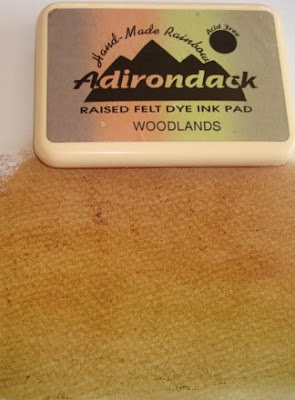 Hand-Made Rainbow
Acid Free
Adirondack
RAISED FELT DYE INK PAD
WOODLANDS